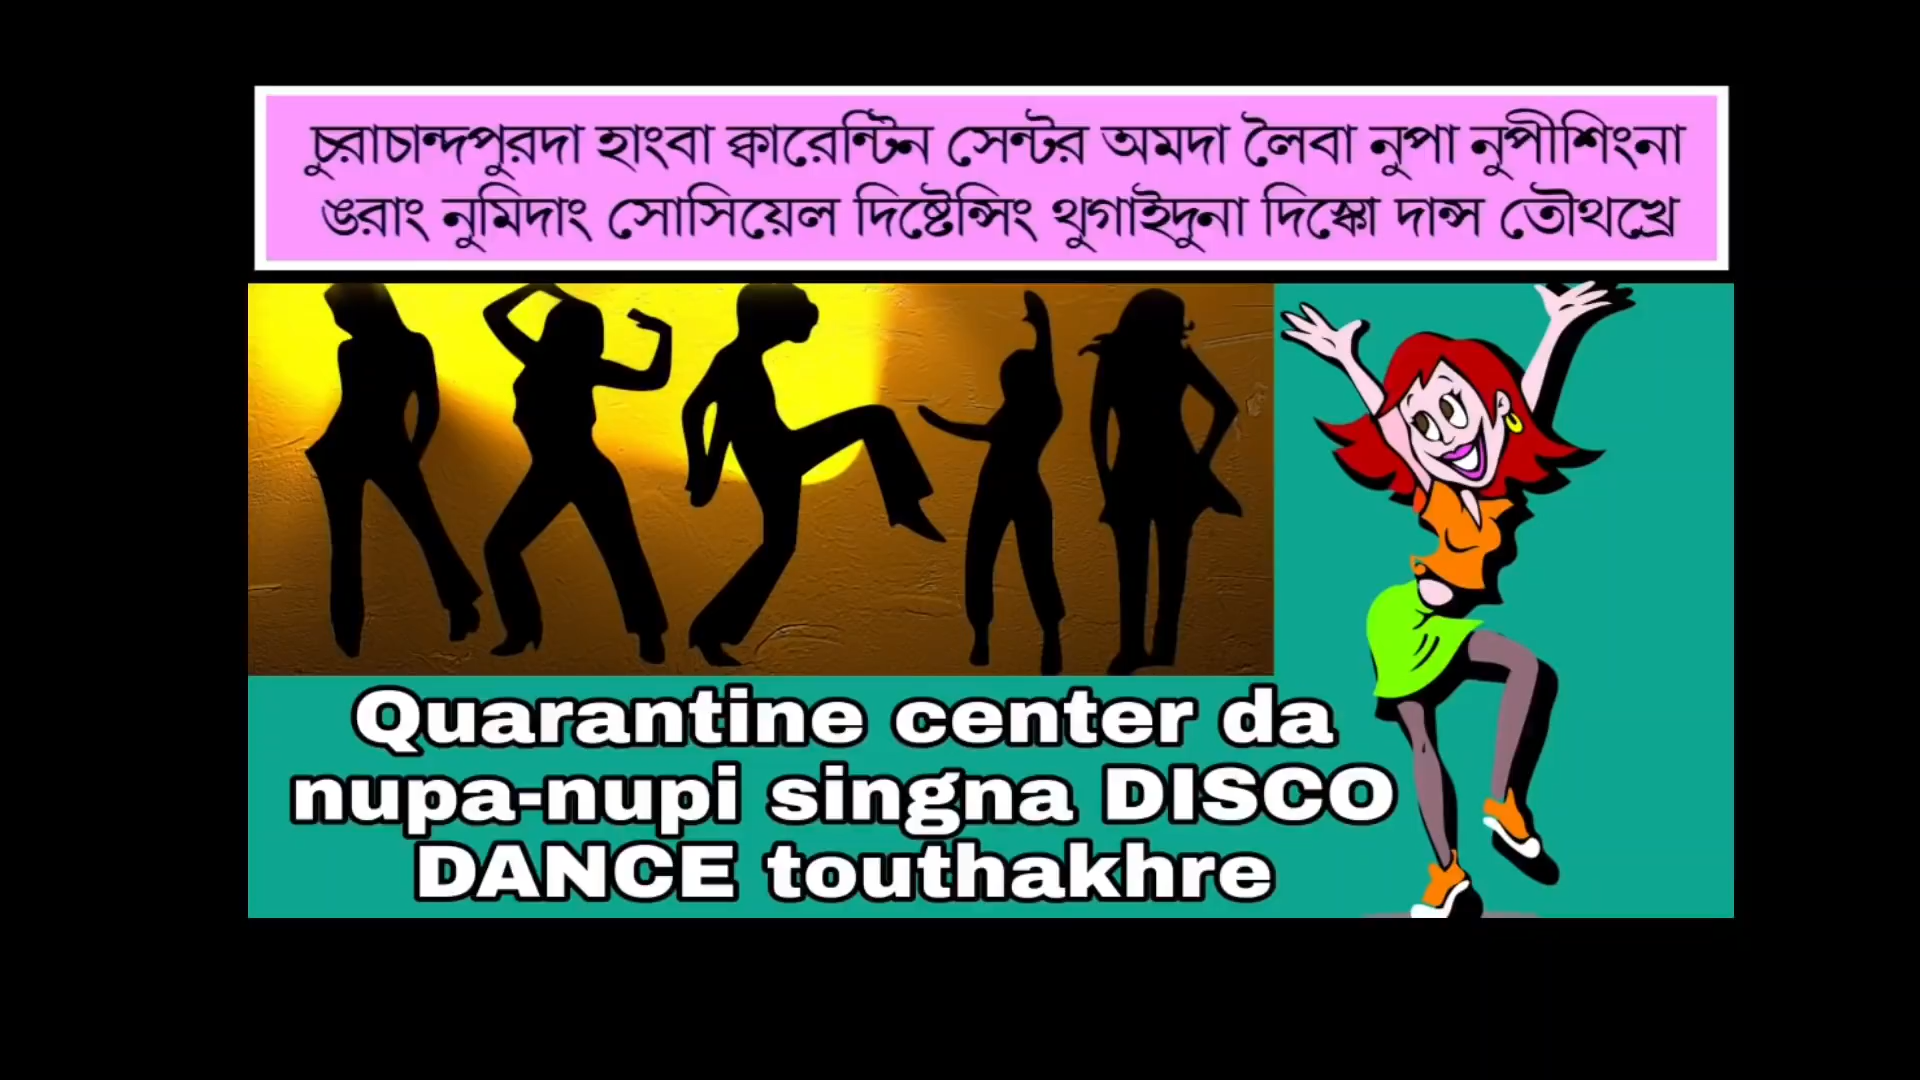 চুরাচান্দপুরদা হাংবা ক্বারেন্টিন সেন্টর অমদা লৈবা নুপা নুপীশিংনা
ঙরাং নুমিদাং সোসিয়েল দিষ্টেন্সিং থুগাইদুনা দিস্কো দান্স তৌথখ্রে
Quarantine center da
nupa-nupi singna DISCO
DANCE touthakhre